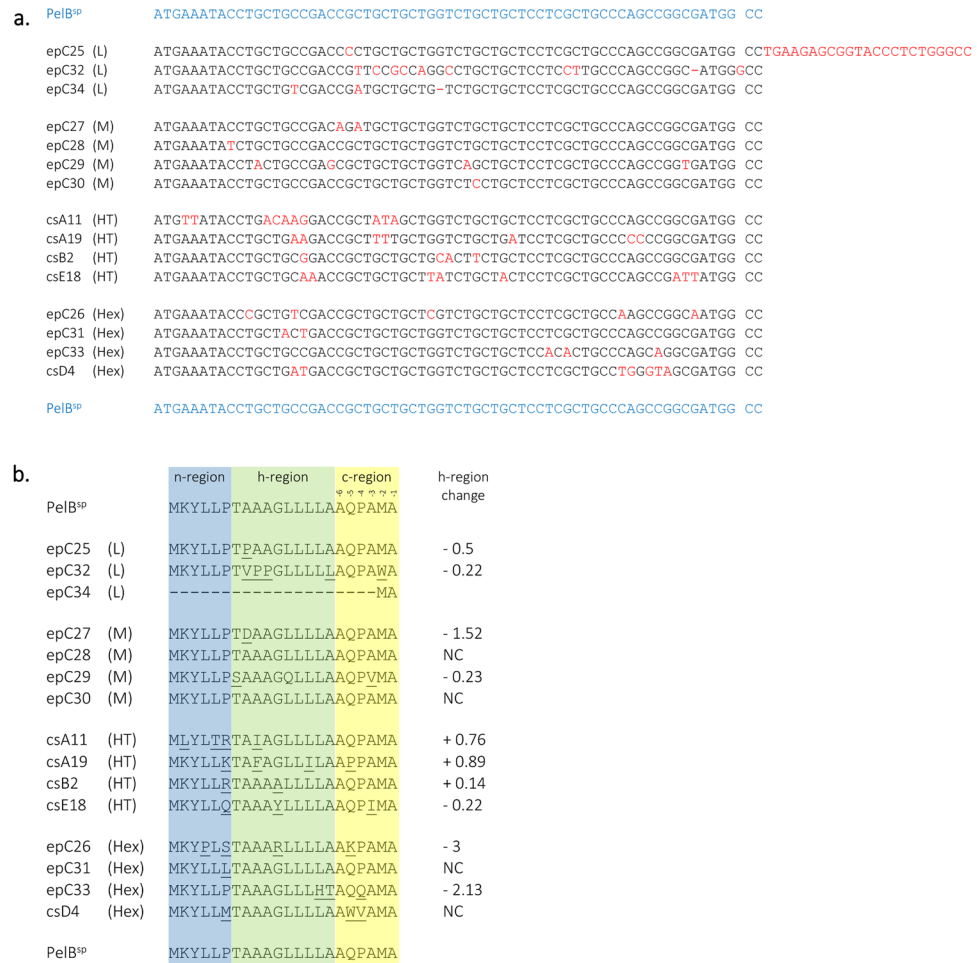 a.
PelBsp ATGAAATACCTGCTGCCGACCGCTGCTGCTGGTCTGCTGCTCCTCGCTGCCCAGCCGGCGATGG CC
epC25 (L) ATGAAATACCTGCTGCCGACCCCTGCTGCTGGTCTGCTGCTCCTCGCTGCCCAGCCGGCGATGG CCTGAAGAGCGGTACCCTCTGGGCC
epC32 (L) ATGAAATACCTGCTGCCGACCGTTCCGCCAGGCCTGCTGCTCCTCCTTGCCCAGCCGGC-ATGGGCC
epC34 (L) ATGAAATACCTGCTGTCGACCGATGCTGCTG-TCTGCTGCTCCTCGCTGCCCAGCCGGCGATGG CC
epC27 (M) ATGAAATACCTGCTGCCGACAGATGCTGCTGGTCTGCTGCTCCTCGCTGCCCAGCCGGCGATGG CC
epC28 (M) ATGAAATATCTGCTGCCGACCGCTGCTGCTGGTCTGCTGCTCCTCGCTGCCCAGCCGGCGATGG CC
epC29 (M) ATGAAATACCTACTGCCGAGCGCTGCTGCTGGTCAGCTGCTCCTCGCTGCCCAGCCGGTGATGG CC
epC30 (M) ATGAAATACCTGCTGCCGACCGCTGCTGCTGGTCTCCTGCTCCTCGCTGCCCAGCCGGCGATGG CC
csA11 (HT) ATGTTATACCTGACAAGGACCGCTATAGCTGGTCTGCTGCTCCTCGCTGCCCAGCCGGCGATGG CC
csA19 (HT) ATGAAATACCTGCTGAAGACCGCTTTTGCTGGTCTGCTGATCCTCGCTGCCCCCCCGGCGATGG CC
csB2 (HT) ATGAAATACCTGCTGCGGACCGCTGCTGCTGCACTTCTGCTCCTCGCTGCCCAGCCGGCGATGG CC
csE18 (HT) ATGAAATACCTGCTGCAAACCGCTGCTGCTTATCTGCTACTCCTCGCTGCCCAGCCGATTATGG CC
epC26 (Hex) ATGAAATACCCGCTGTCGACCGCTGCTGCTCGTCTGCTGCTCCTCGCTGCCAAGCCGGCAATGG CC
epC31 (Hex) ATGAAATACCTGCTACTGACCGCTGCTGCTGGTCTGCTGCTCCTCGCTGCCCAGCCGGCGATGG CC
epC33 (Hex) ATGAAATACCTGCTGCCGACCGCTGCTGCTGGTCTGCTGCTCCACACTGCCCAGCAGGCGATGG CC
csD4 (Hex) ATGAAATACCTGCTGATGACCGCTGCTGCTGGTCTGCTGCTCCTCGCTGCCTGGGTAGCGATGG CC
PelBsp ATGAAATACCTGCTGCCGACCGCTGCTGCTGGTCTGCTGCTCCTCGCTGCCCAGCCGGCGATGG CC
b.
n-region h-region c-region h-region change
-6 -5 -4 -3 -2 -1
PelBsp MKYLLPTAAAGLLLLAAQPAMA
epC25 (L) MKYLLPTPAAGLLLLAAQPAMA - 0.5
epC32 (L) MKYLLPTVPPGLLLLLAQPAWA - 0.22
epC34 (L) --------------------MA
epC27 (M) MKYLLPTDAAGLLLLAAQPAMA - 1.52
epC28 (M) MKYLLPTAAAGLLLLAAQPAMA NC
epC29 (M) MKYLLPSAAAGQLLLAAQPVMA - 0.23
epC30 (M) MKYLLPTAAAGLLLLAAQPAMA NC
csA11 (HT) MLYLTRTAIAGLLLLAAQPAMA + 0.76
csA19 (HT) MKYLLKTAFAGLLILAAPPAMA + 0.89
csB2 (HT) MKYLLRTAAAALLLLAAQPAMA + 0.14
csE18 (HT) MKYLLQTAAAYLLLLAAQPIMA - 0.22
epC26 (Hex) MKYPLSTAAARLLLLAAKPAMA - 3
epC31 (Hex) MKYLLLTAAAGLLLLAAQPAMA NC
epC33 (Hex) MKYLLPTAAAGLLLHTAQQAMA - 2.13
csD4 (Hex) MKYLLMTAAAGLLLLAAWVAMA NC
PelBsp MKYLLPTAAAGLLLLAAQPAMA